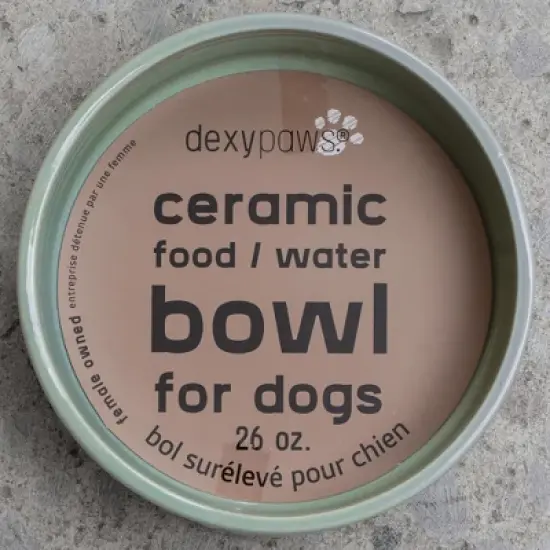 dexypaws®
ceramic
food / water
bowl
for dogs
26 oz.
bol surélevé pour chien
female owned entreprise détenue par une femme